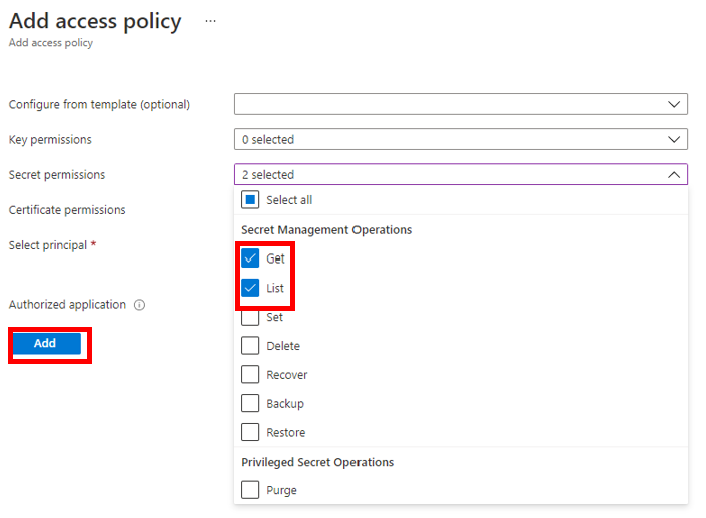 Add access policy ...
Add access policy
Configure from template (optional)
Key permissions 0 selected
Secret permissions 2 selected
Select all
Certificate permissions
Secret Management Operations
Select principal *
Get
List
Authorized application
Set
Add
Delete
Recover
Backup
Restore
Privileged Secret Operations
Purge